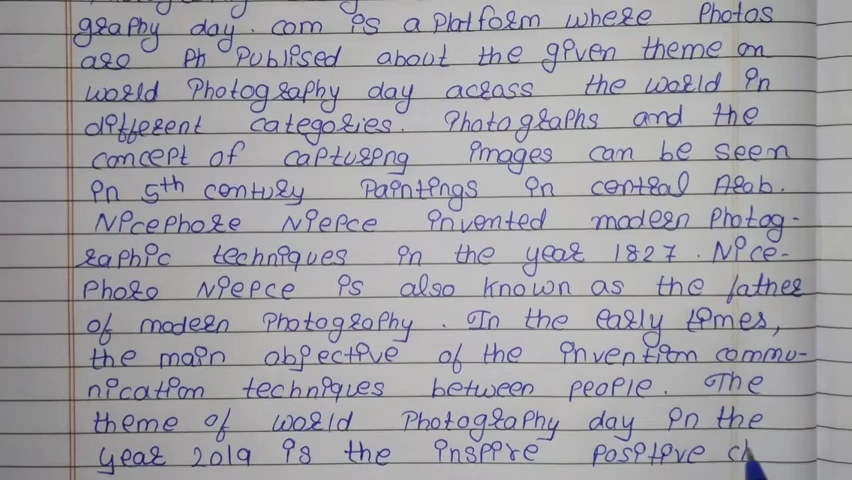 graphy day. com is a platform where photos
are Ph publised about the given theme on
world photography day acrass the world in
different categories. Photographs and the
concept of captureng images can be seen
in 5th century paintings in central Arab.
Nicephore Niepce invented modern photog-
raphic techniques in the year 1827. Nice-
phoro Niepce is also known as the father
of modern photography. In the early times,
the main objective of the invention commu-
nication techniques between people. The
theme of world photography day in the
year 2019 is the inspire positive ch